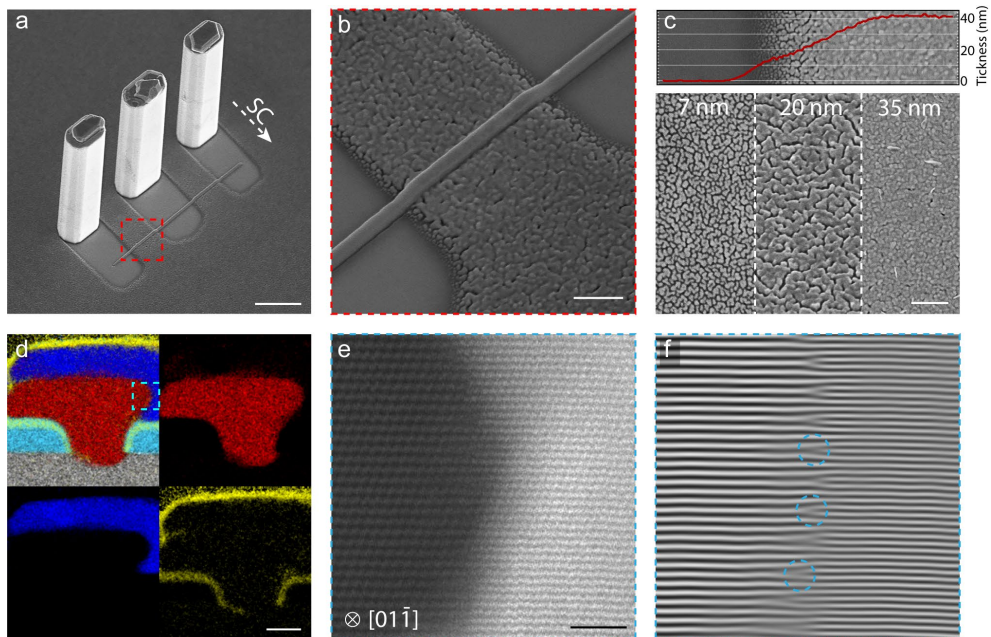 a
SC
b
c
Tickness (nm)
40
20
0
7 nm
20 nm
35 nm
d
e
⊗ [011̄]
f